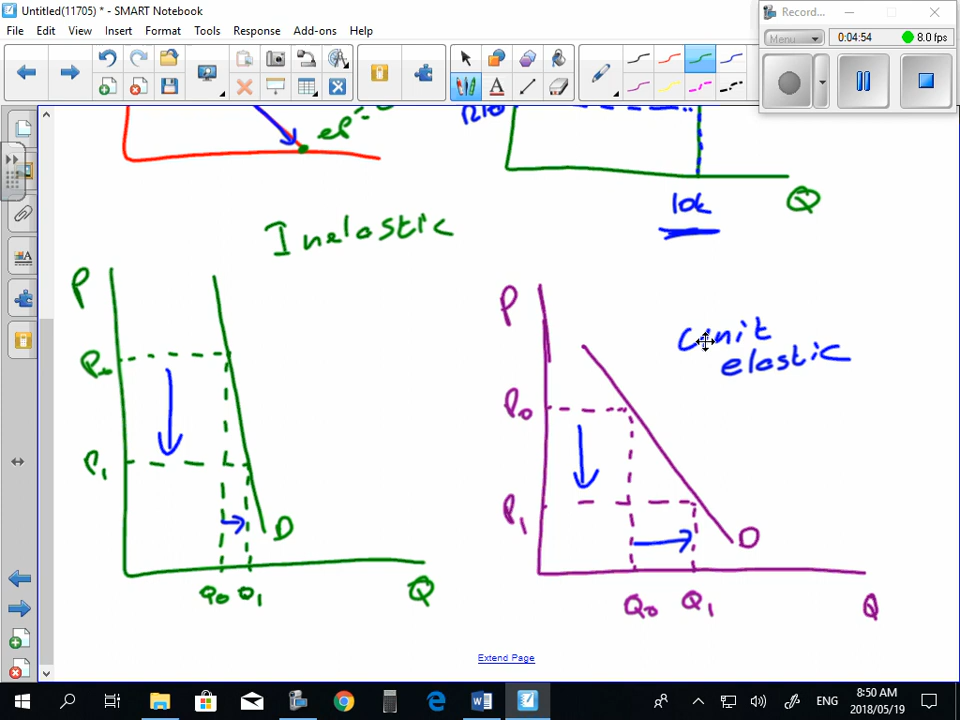 Untitled(11705) * - SMART Notebook
File Edit View Insert Format Tools Response Add-ons Help
Record...
Menu
0:04:54
8.0 fps
eP =
10k
Q
Inelastic
P
P0
P1
D
Q0 Q1
Q
P
unit
elastic
P0
P1
D
Q0 Q1
Q
Extend Page
ENG
8:50 AM
2018/05/19